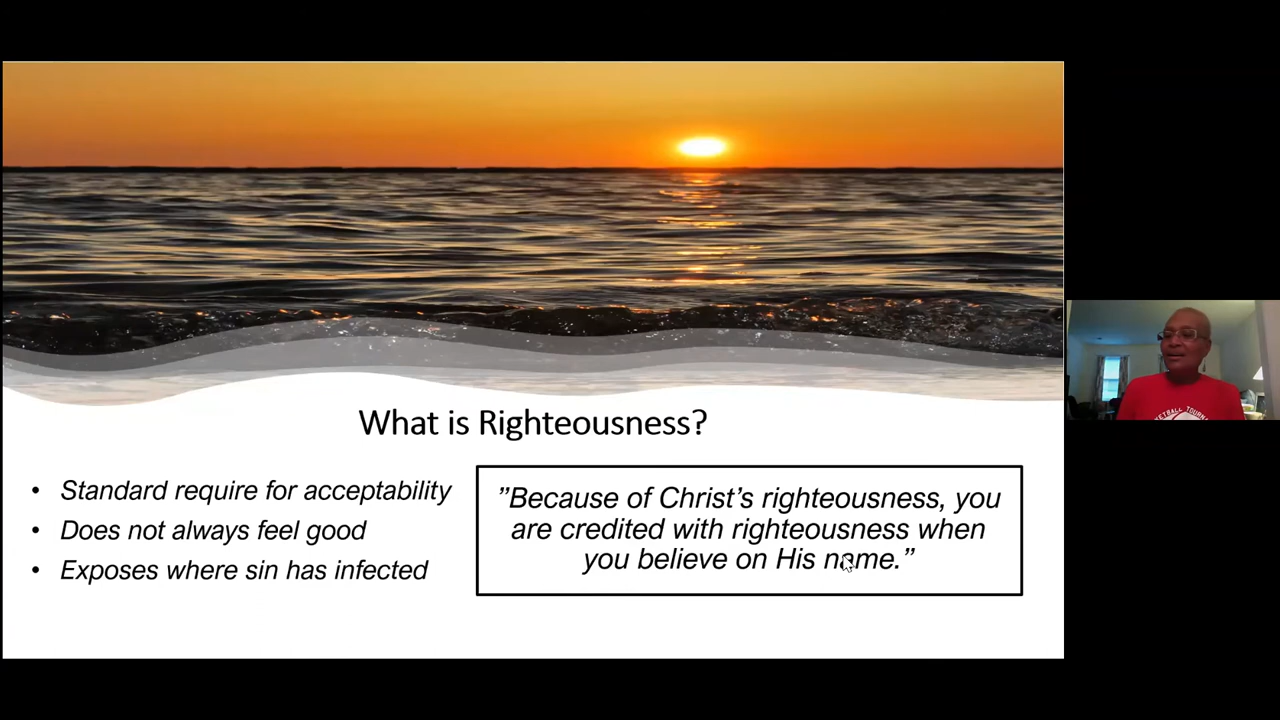 What is Righteousness?
• Standard require for acceptability
• Does not always feel good
• Exposes where sin has infected
”Because of Christ’s righteousness, you
are credited with righteousness when
you believe on His name.”